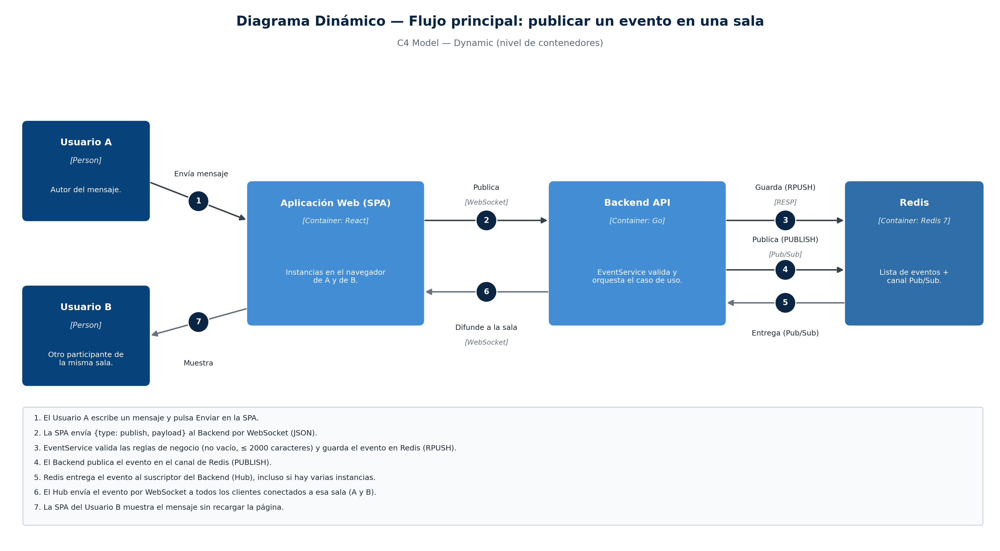 Diagrama Dinámico — Flujo principal: publicar un evento en una sala
C4 Model — Dynamic (nivel de contenedores)
Usuario A
[Person]
Autor del mensaje.
Envía mensaje
1
Aplicación Web (SPA)
[Container: React]
Instancias en el navegador
de A y de B.
Publica
[WebSocket]
2
Backend API
[Container: Go]
EventService valida y
orquesta el caso de uso.
Guarda (RPUSH)
[RESP]
3
Publica (PUBLISH)
[Pub/Sub]
4
Redis
[Container: Redis 7]
Lista de eventos +
canal Pub/Sub.
5
Entrega (Pub/Sub)
6
Difunde a la sala
[WebSocket]
7
Muestra
Usuario B
[Person]
Otro participante de
la misma sala.
1. El Usuario A escribe un mensaje y pulsa Enviar en la SPA.
2. La SPA envía {type: publish, payload} al Backend por WebSocket (JSON).
3. EventService valida las reglas de negocio (no vacío, ≤ 2000 caracteres) y guarda el evento en Redis (RPUSH).
4. El Backend publica el evento en el canal de Redis (PUBLISH).
5. Redis entrega el evento al suscriptor del Backend (Hub), incluso si hay varias instancias.
6. El Hub envía el evento por WebSocket a todos los clientes conectados a esa sala (A y B).
7. La SPA del Usuario B muestra el mensaje sin recargar la página.